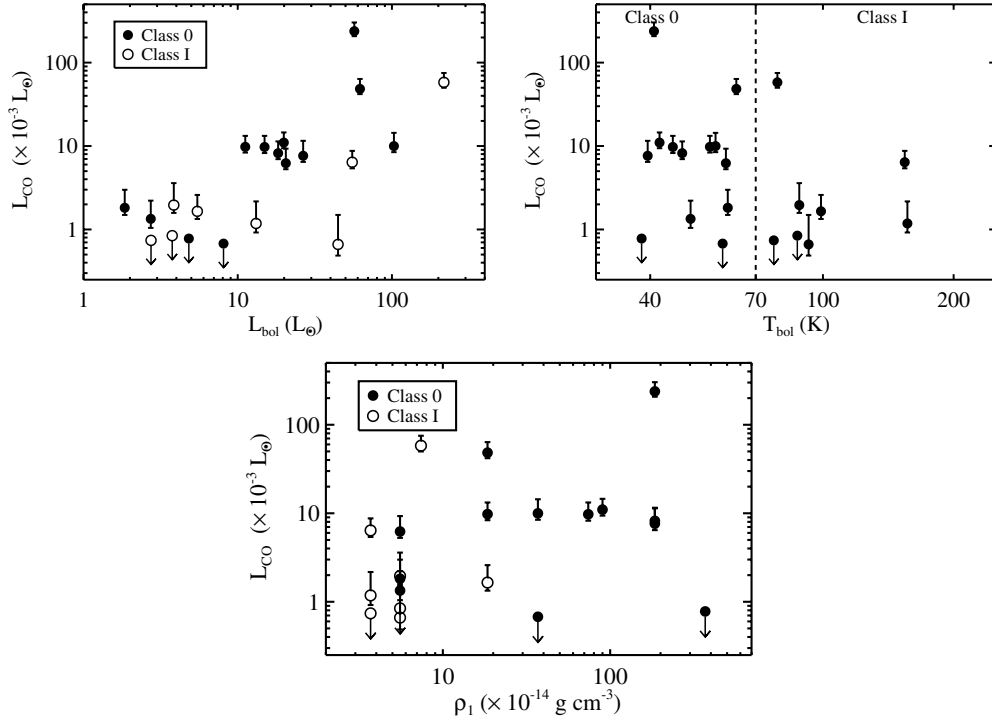 Class 0
Class I
100
10
1
L_CO (× 10^-3 L_⊙)
1 10 100
L_bol (L_⊙)
Class 0 Class I
100
10
1
L_CO (× 10^-3 L_⊙)
40 70 100 200
T_bol (K)
Class 0
Class I
100
10
1
L_CO (× 10^-3 L_⊙)
10 100
ρ_1 (× 10^-14 g cm^-3)